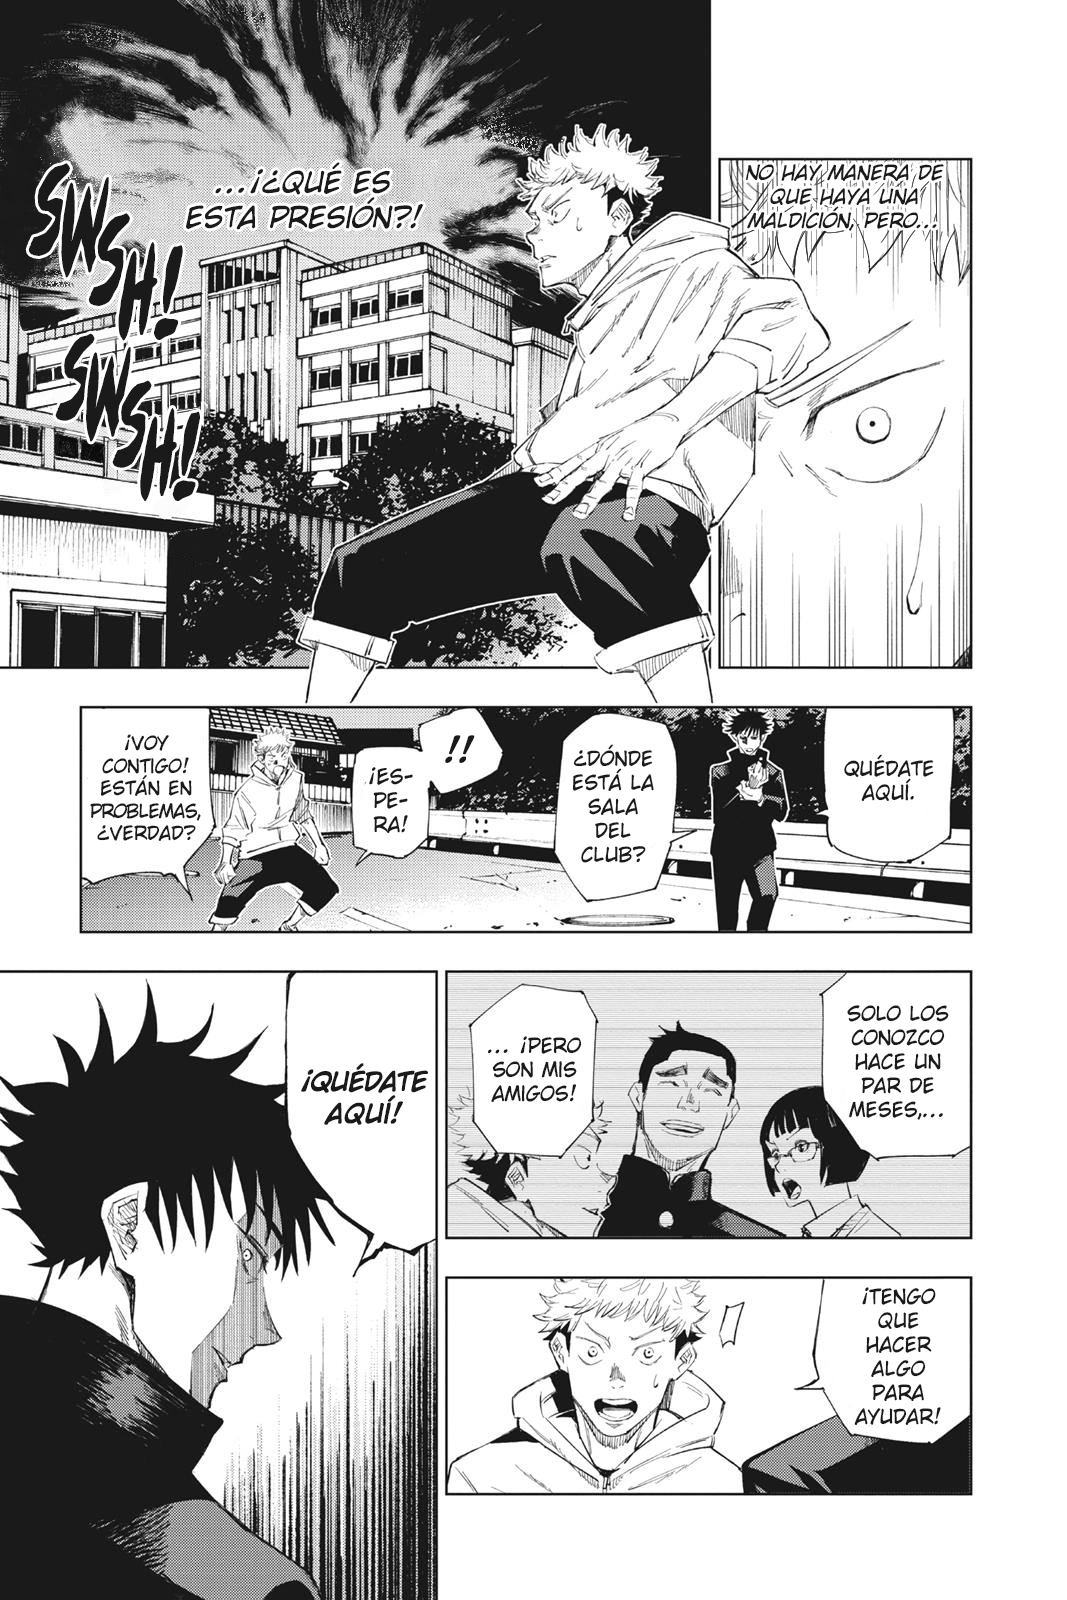 NO HAY MANERA DE
QUE HAYA UNA
MALDICIÓN, PERO...
...¡¿QUÉ ES
ESTA PRESIÓN?!
SWSH!
SWSH!
QUÉDATE
AQUÍ.
¿DÓNDE
ESTÁ LA
SALA
DEL
CLUB?
!!
¡ES-
PE-
RA!
¡VOY
CONTIGO!
ESTÁN EN
PROBLEMAS,
¿VERDAD?
SOLO LOS
CONOZCO
HACE UN
PAR DE
MESES,...
... ¡PERO
SON MIS
AMIGOS!
¡TENGO
QUE
HACER
ALGO
PARA
AYUDAR!
¡QUÉDATE
AQUÍ!